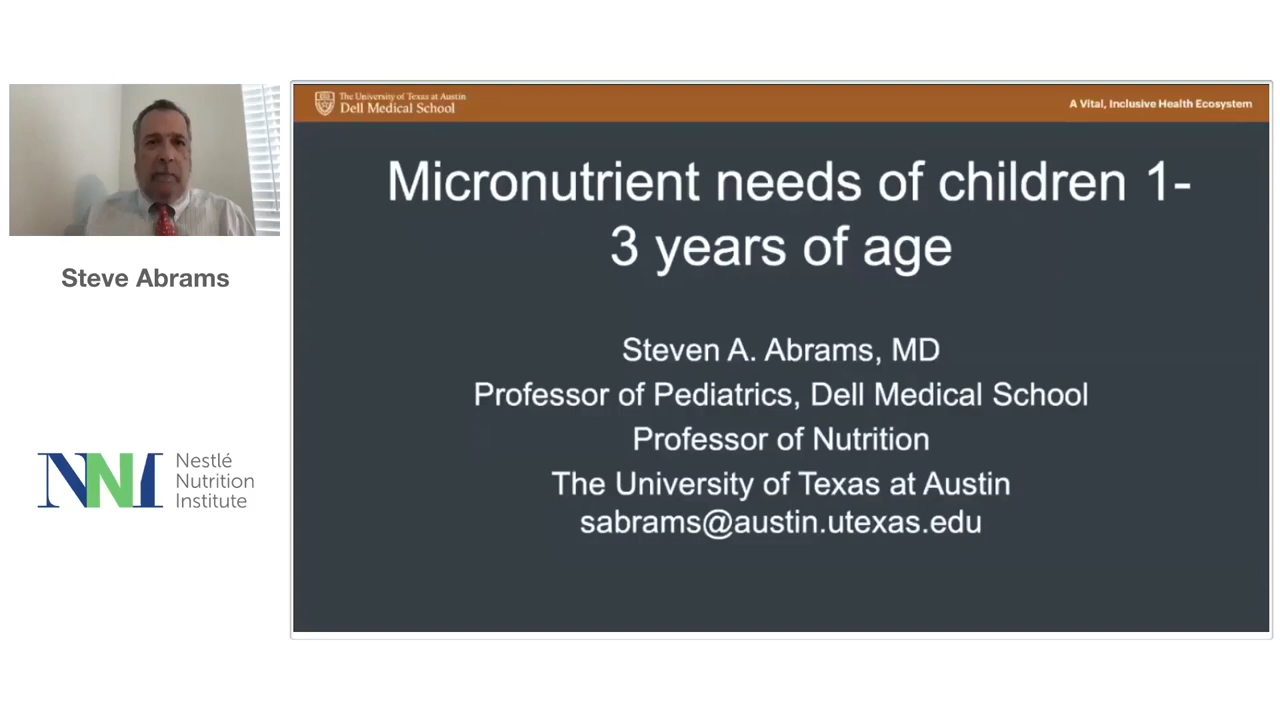 Steve Abrams
NNI
Nestlé
Nutrition
Institute
The University of Texas at Austin
Dell Medical School
A Vital, Inclusive Health Ecosystem
Micronutrient needs of children 1-
3 years of age
Steven A. Abrams, MD
Professor of Pediatrics, Dell Medical School
Professor of Nutrition
The University of Texas at Austin
sabrams@austin.utexas.edu